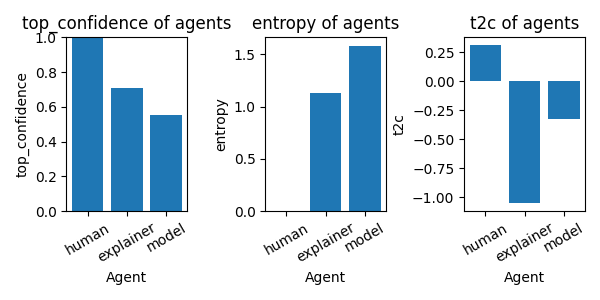 top_confidence of agents
top_confidence
1.0
0.8
0.6
0.4
0.2
0.0
human
explainer
model
Agent
entropy of agents
entropy
1.5
1.0
0.5
0.0
human
explainer
model
Agent
t2c of agents
t2c
0.25
0.00
−0.25
−0.50
−0.75
−1.00
human
explainer
model
Agent